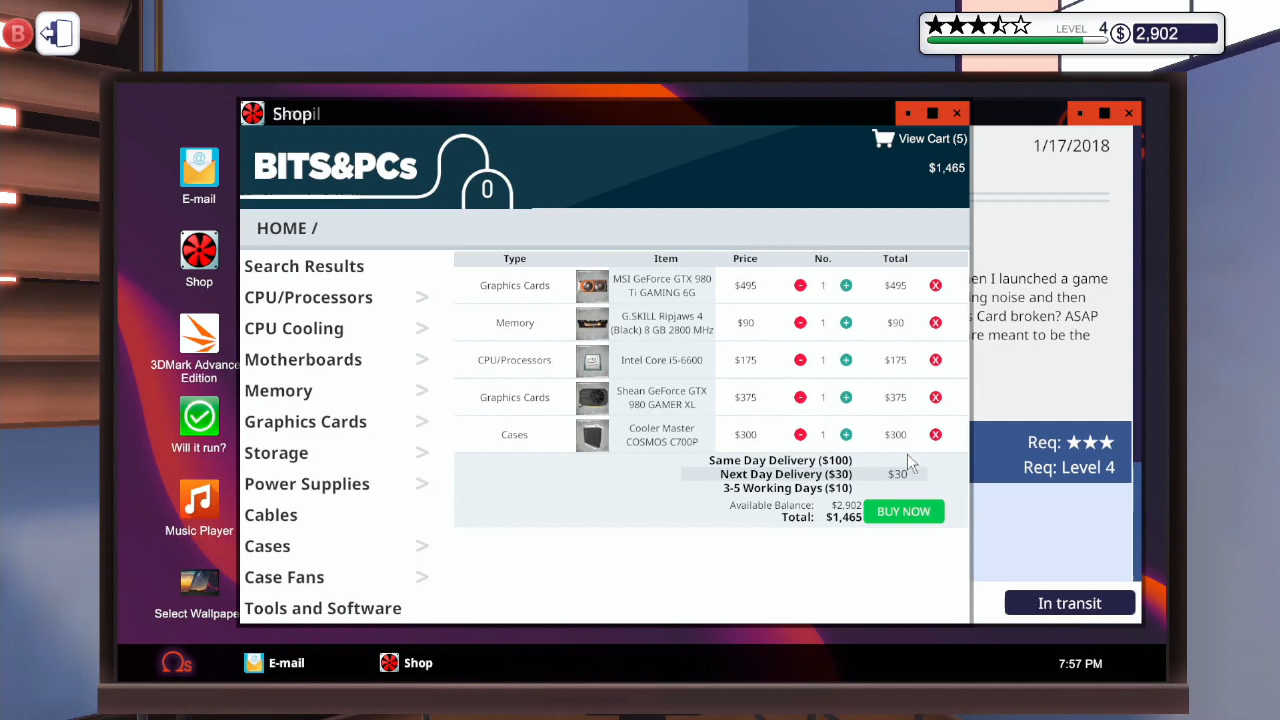 B
LEVEL 4 $ 2,902
Shopil
1/17/2018
BITS&PCs
View Cart (5)
$1,465
HOME /
E-mail
Shop
3DMark Advance
Edition
Will it run?
Music Player
Select Wallpape
Search Results
CPU/Processors >
CPU Cooling >
Motherboards >
Memory >
Graphics Cards >
Storage >
Power Supplies >
Cables
Cases >
Case Fans >
Tools and Software
Type Item Price No. Total
Graphics Cards MSI GeForce GTX 980 $495 - 1 + $495 X
Ti GAMING 6G
Memory G.SKILL Ripjaws 4 $90 - 1 + $90 X
(Black) 8 GB 2800 MHz
CPU/Processors Intel Core i5-6600 $175 - 1 + $175 X
Graphics Cards Shean GeForce GTX $375 - 1 + $375 X
980 GAMER XL
Cases Cooler Master $300 - 1 + $300 X
COSMOS C700P
Same Day Delivery ($100)
Next Day Delivery ($30) $30
3-5 Working Days ($10)
Available Balance: $2,902
Total: $1,465
BUY NOW
en I launched a game
ing noise and then
s Card broken? ASAP
re meant to be the
Req: ★★★
Req: Level 4
In transit
Ωs E-mail Shop 7:57 PM